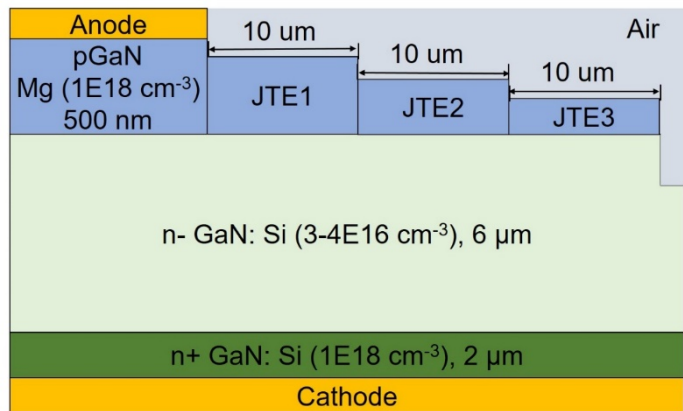 Anode
10 um
Air
pGaN
Mg (1E18 cm⁻³)
500 nm
JTE1
10 um
JTE2
10 um
JTE3
n- GaN: Si (3-4E16 cm⁻³), 6 µm
n+ GaN: Si (1E18 cm⁻³), 2 µm
Cathode